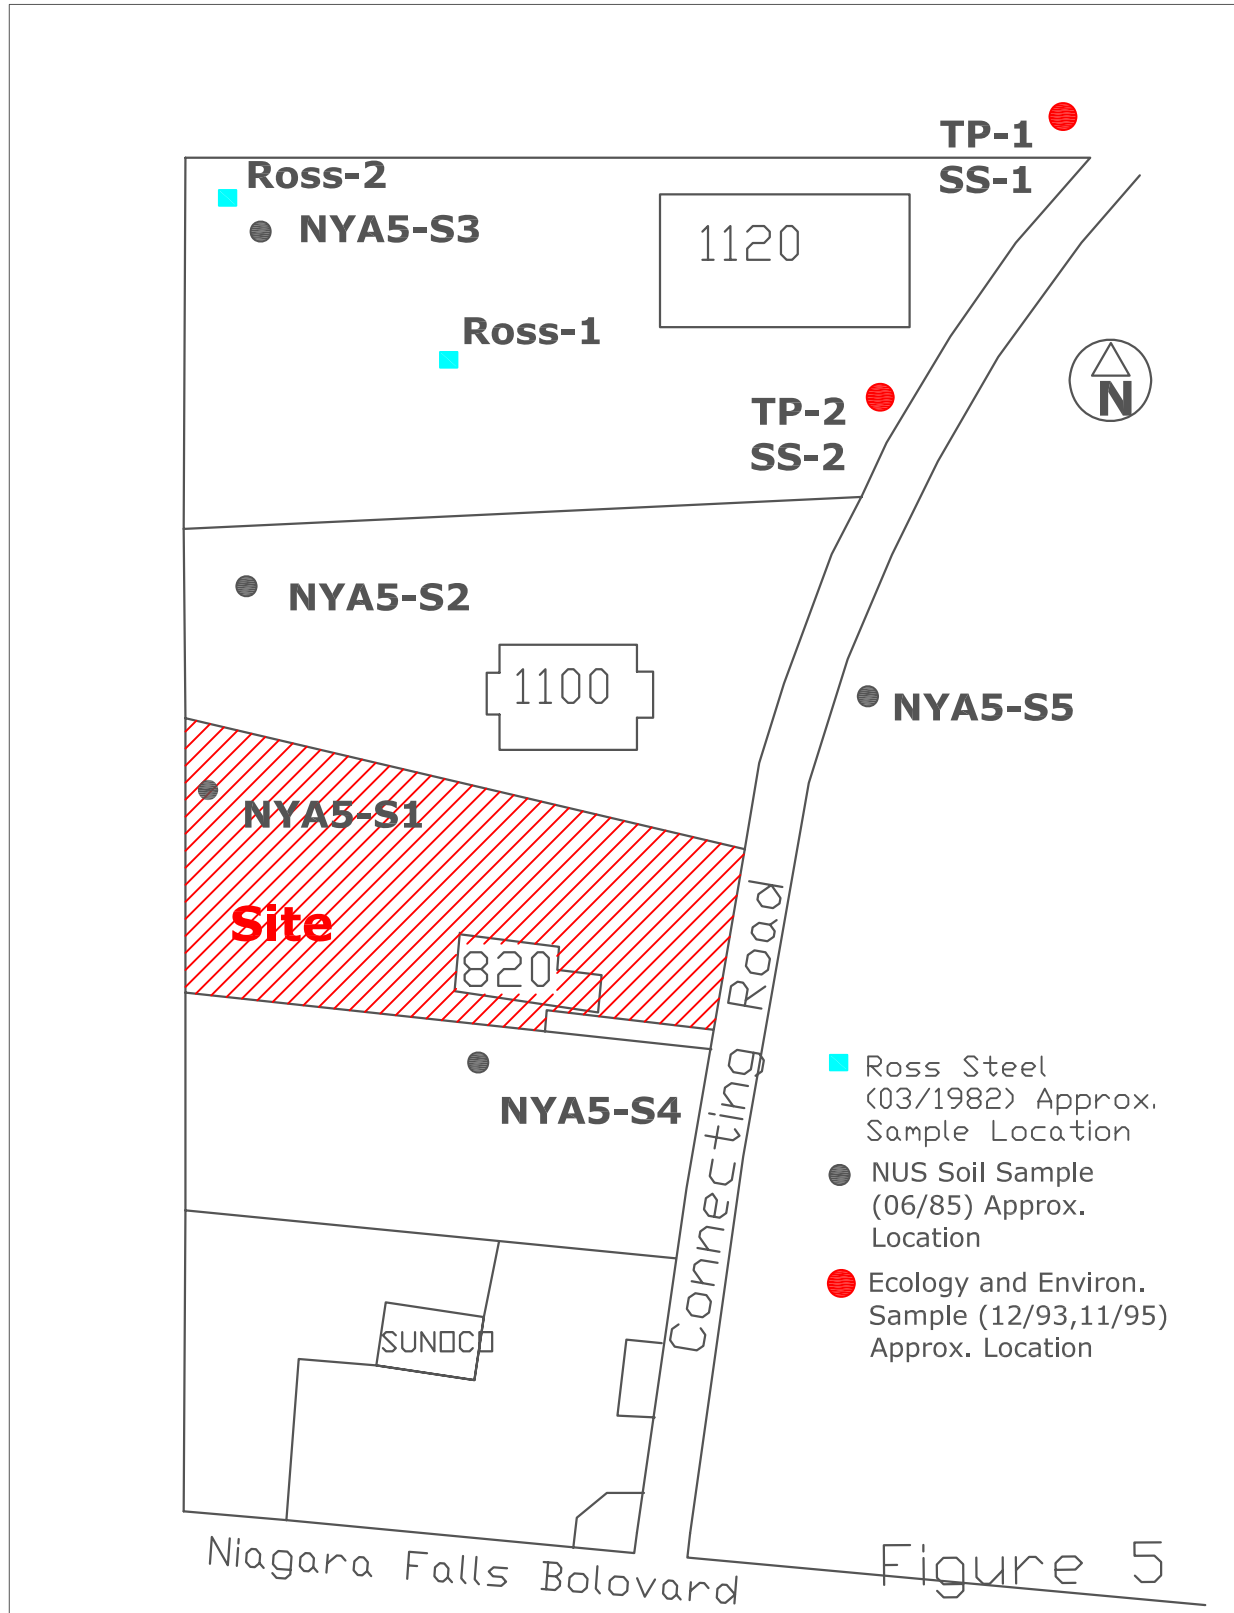 TP-1
SS-1
Ross-2
NYA5-S3
1120
Ross-1
N
TP-2
SS-2
NYA5-S2
1100
NYA5-S5
NYA5-S1
Site
820
Connecting Road
NYA5-S4
Ross Steel
(03/1982) Approx.
Sample Location
NUS Soil Sample
(06/85) Approx.
Location
Ecology and Environ.
Sample (12/93,11/95)
Approx. Location
SUNOCO
Niagara Falls Bolovard
Figure 5